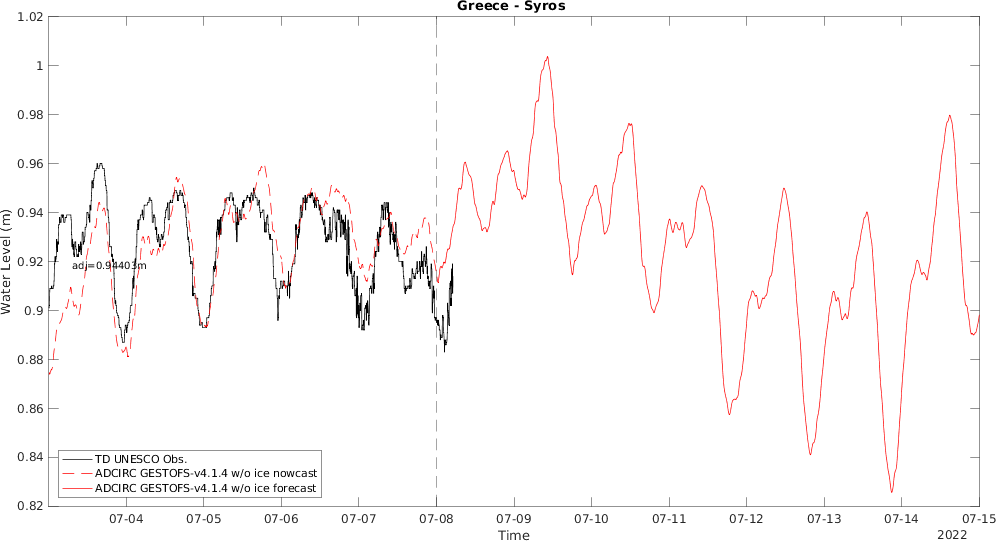 Greece - Syros
1.02
1
0.98
0.96
0.94
0.92
0.9
0.88
0.86
0.84
0.82
Water Level (m)
adj=0.94403m
TD UNESCO Obs.
ADCIRC GESTOFS-v4.1.4 w/o ice nowcast
ADCIRC GESTOFS-v4.1.4 w/o ice forecast
07-04 07-05 07-06 07-07 07-08 07-09 07-10 07-11 07-12 07-13 07-14 07-15
Time
2022